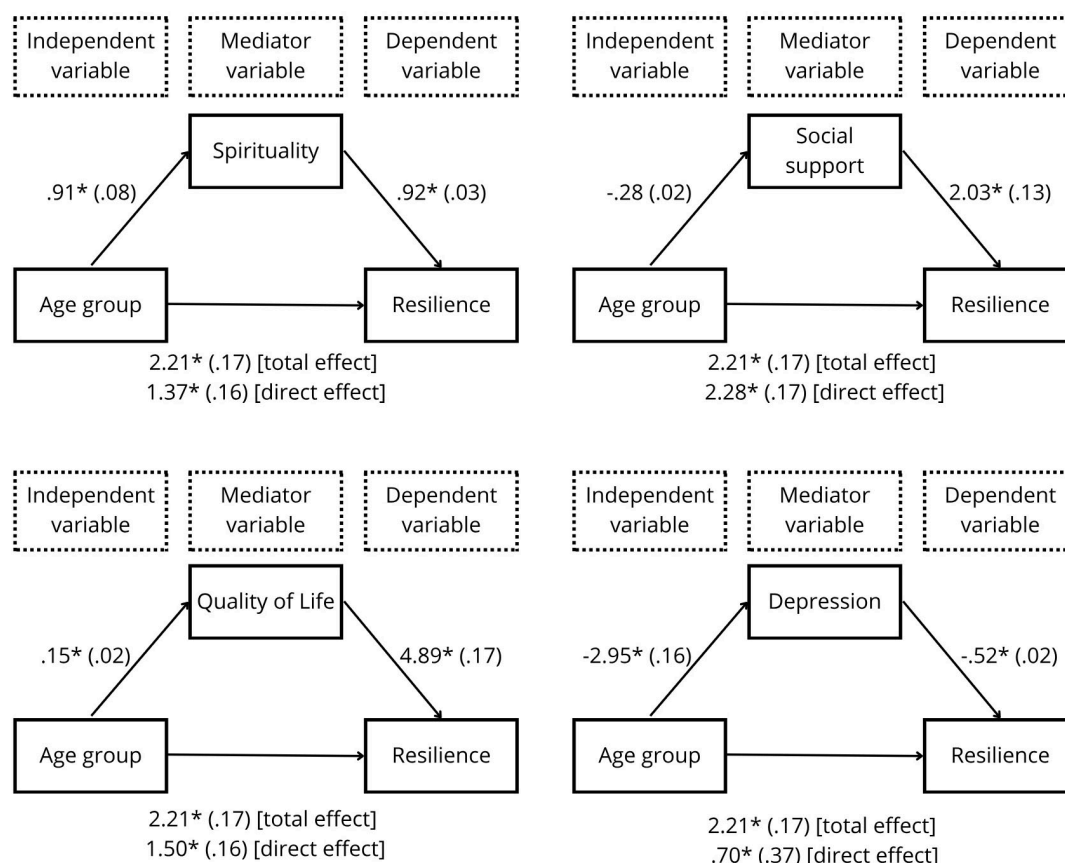 Independent
variable
Mediator
variable
Dependent
variable
Spirituality
.91* (.08)
.92* (.03)
Age group
Resilience
2.21* (.17) [total effect]
1.37* (.16) [direct effect]
Independent
variable
Mediator
variable
Dependent
variable
Social
support
-.28 (.02)
2.03* (.13)
Age group
Resilience
2.21* (.17) [total effect]
2.28* (.17) [direct effect]
Independent
variable
Mediator
variable
Dependent
variable
Quality of Life
.15* (.02)
4.89* (.17)
Age group
Resilience
2.21* (.17) [total effect]
1.50* (.16) [direct effect]
Independent
variable
Mediator
variable
Dependent
variable
Depression
-2.95* (.16)
-.52* (.02)
Age group
Resilience
2.21* (.17) [total effect]
.70* (.37) [direct effect]